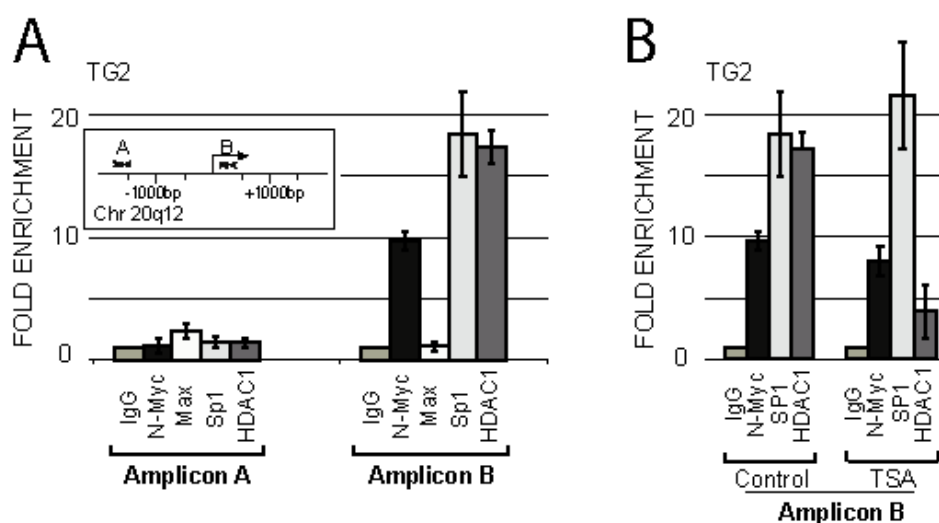 A
TG2
FOLD ENRICHMENT
20
10
0
A
B
-1000bp
+1000bp
Chr 20q12
IgG
N-Myc
Max
Sp1
HDAC1
Amplicon A
IgG
N-Myc
Max
Sp1
HDAC1
Amplicon B
B
TG2
FOLD ENRICHMENT
20
10
0
IgG
N-Myc
SP1
HDAC1
Control
IgG
N-Myc
SP1
HDAC1
TSA
Amplicon B